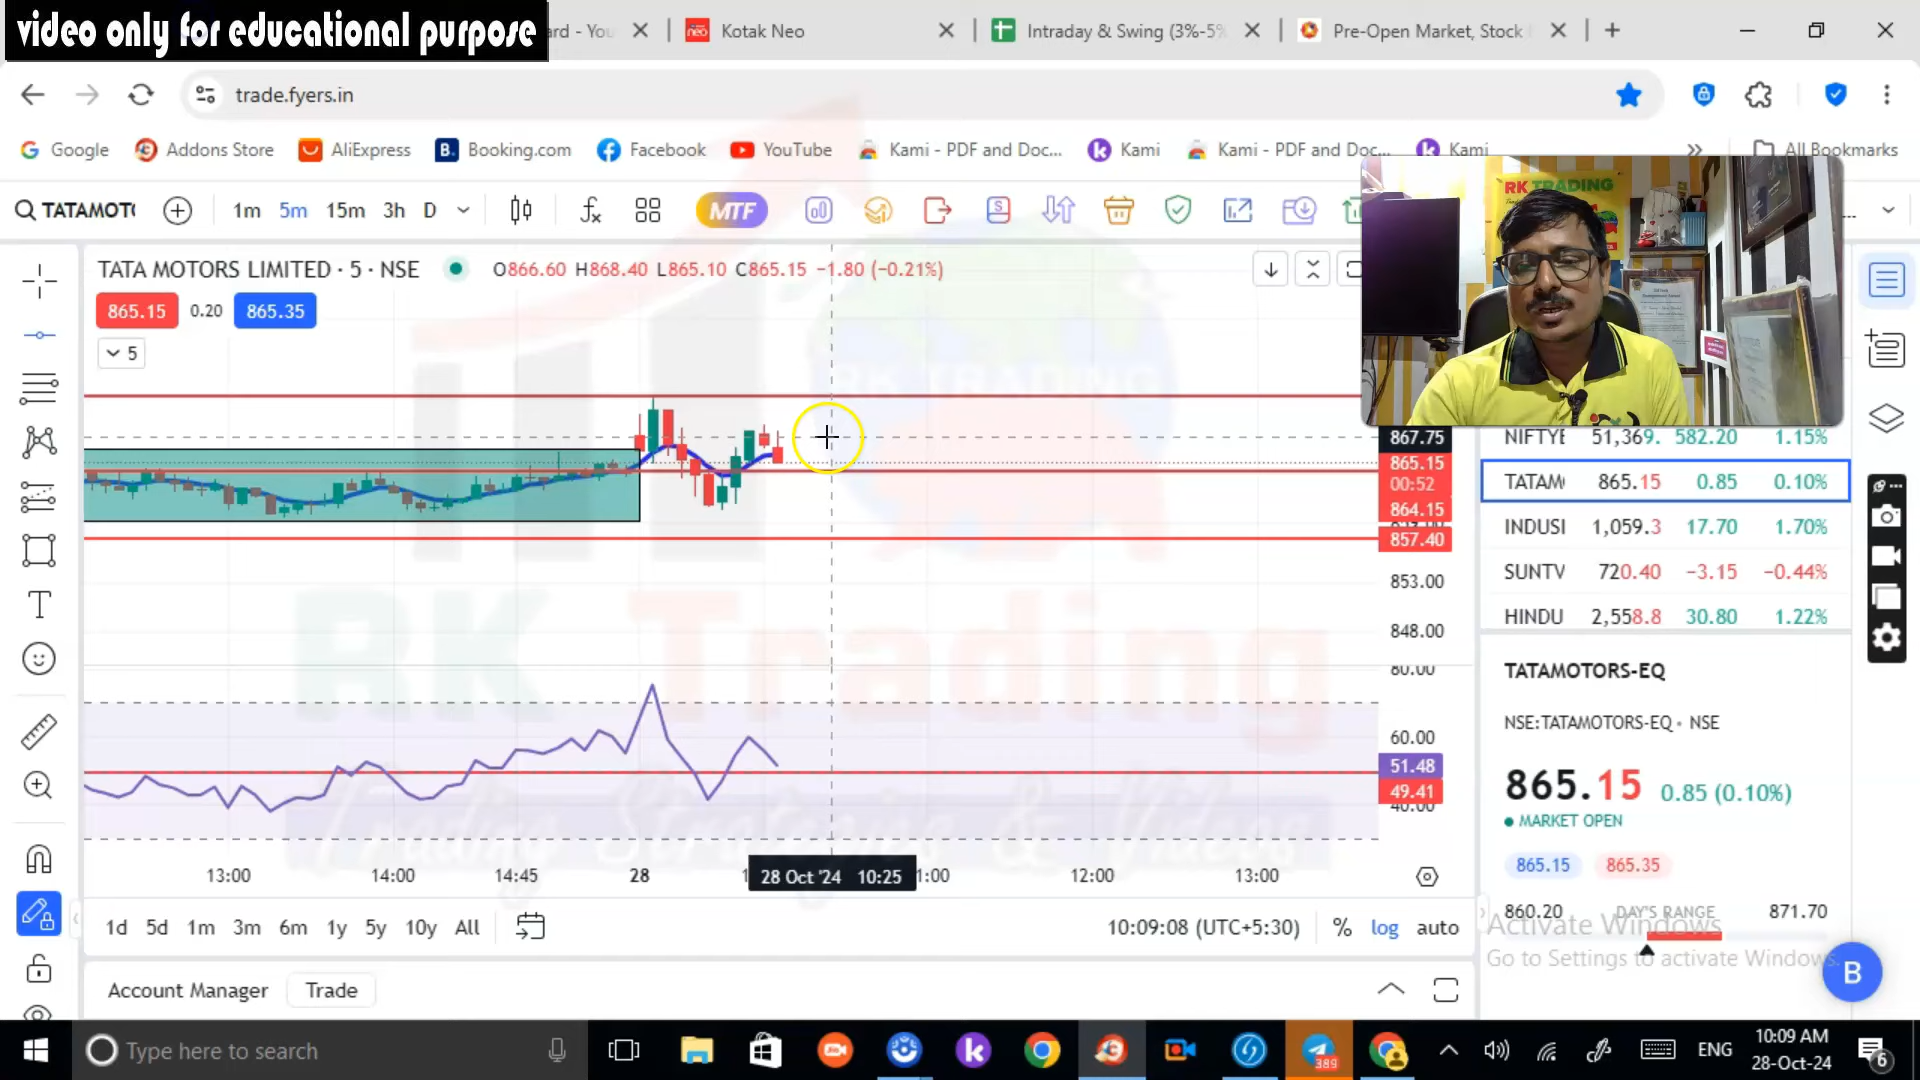 video only for educational purpose
ard - You
Kotak Neo
Intraday & Swing (3%-5%
Pre-Open Market, Stock
trade.fyers.in
Google
Addons Store
AliExpress
Booking.com
Facebook
YouTube
Kami - PDF and Doc...
Kami
Kami - PDF and Doc...
Kami
All Bookmarks
TATAMOT
1m 5m 15m 3h D
MTF
RK TRADING
TATA MOTORS LIMITED · 5 · NSE
O866.60 H868.40 L865.10 C865.15 −1.80 (−0.21%)
865.15 0.20 865.35
5
RK TRADING
867.75
865.15
00:52
864.15
857.40
853.00
848.00
80.00
60.00
51.48
49.41
40.00
RK Trading
Trading Strategies & Videos
13:00 14:00 14:45 28 28 Oct '24 10:25 1:00 12:00 13:00
1d 5d 1m 3m 6m 1y 5y 10y All
10:09:08 (UTC+5:30) % log auto
Account Manager Trade
NIFTYE 51,369. 582.20 1.15%
TATAM 865.15 0.85 0.10%
INDUSI 1,059.3 17.70 1.70%
SUNTV 720.40 −3.15 −0.44%
HINDU 2,558.8 30.80 1.22%
TATAMOTORS-EQ
NSE:TATAMOTORS-EQ • NSE
865.15 0.85 (0.10%)
MARKET OPEN
865.15 865.35
860.20 DAY'S RANGE 871.70
Activate Windows
Go to Settings to activate Windows.
B
Type here to search
389
ENG
10:09 AM
28-Oct-24
6